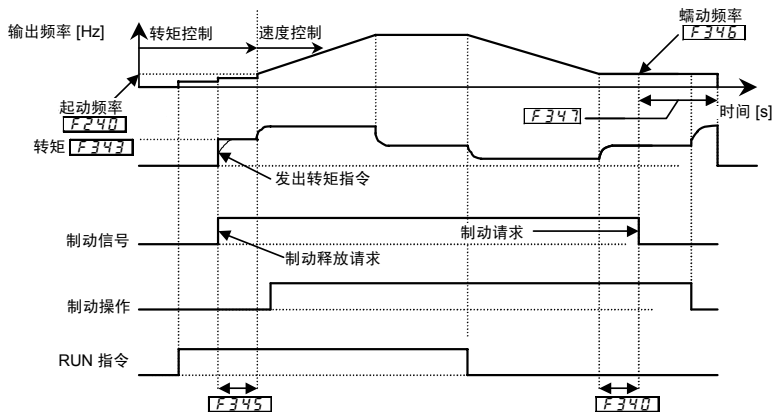 输出频率 [Hz]
转矩控制
速度控制
蠕动频率
F346
起动频率
F240
F347
时间 [s]
转矩 F343
发出转矩指令
制动信号
制动请求
制动释放请求
制动操作
RUN 指令
F345
F340